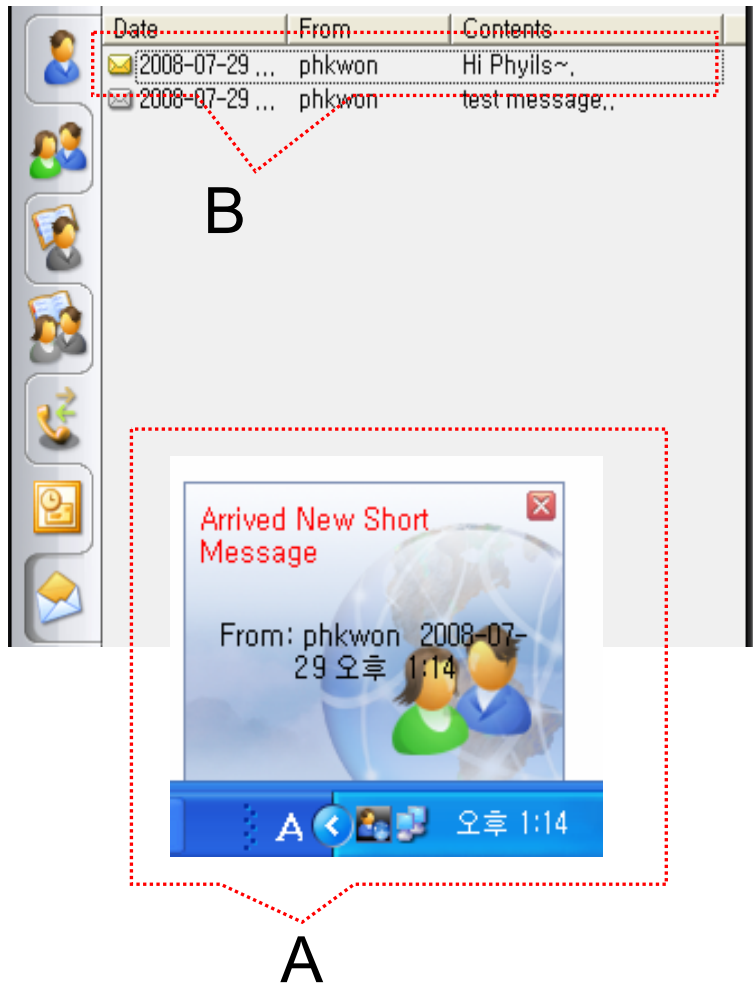 Date From Contents
2008-07-29 ... phkwon Hi Phyils~.
2008-07-29 ... phkwon test message,,
B
Arrived New Short
Message
From: phkwon 2008-07-
29 오후 1:14
A 오후 1:14
A